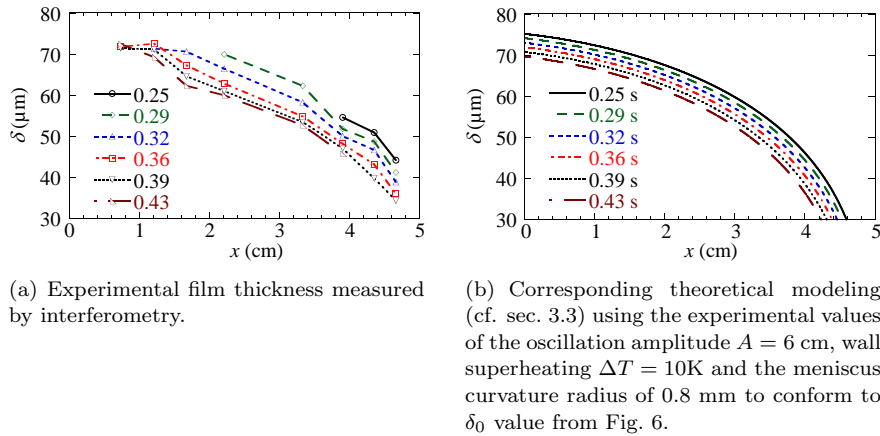 80
70
60
50
40
30
δ (µm)
0.25
0.29
0.32
0.36
0.39
0.43
0 1 2 3 4 5
x (cm)
(a) Experimental film thickness measured
by interferometry.
80
70
60
50
40
30
δ (µm)
0.25 s
0.29 s
0.32 s
0.36 s
0.39 s
0.43 s
0 1 2 3 4 5
x (cm)
(b) Corresponding theoretical modeling
(cf. sec. 3.3) using the experimental values
of the oscillation amplitude A = 6 cm, wall
superheating ΔT = 10K and the meniscus
curvature radius of 0.8 mm to conform to
δ0 value from Fig. 6.